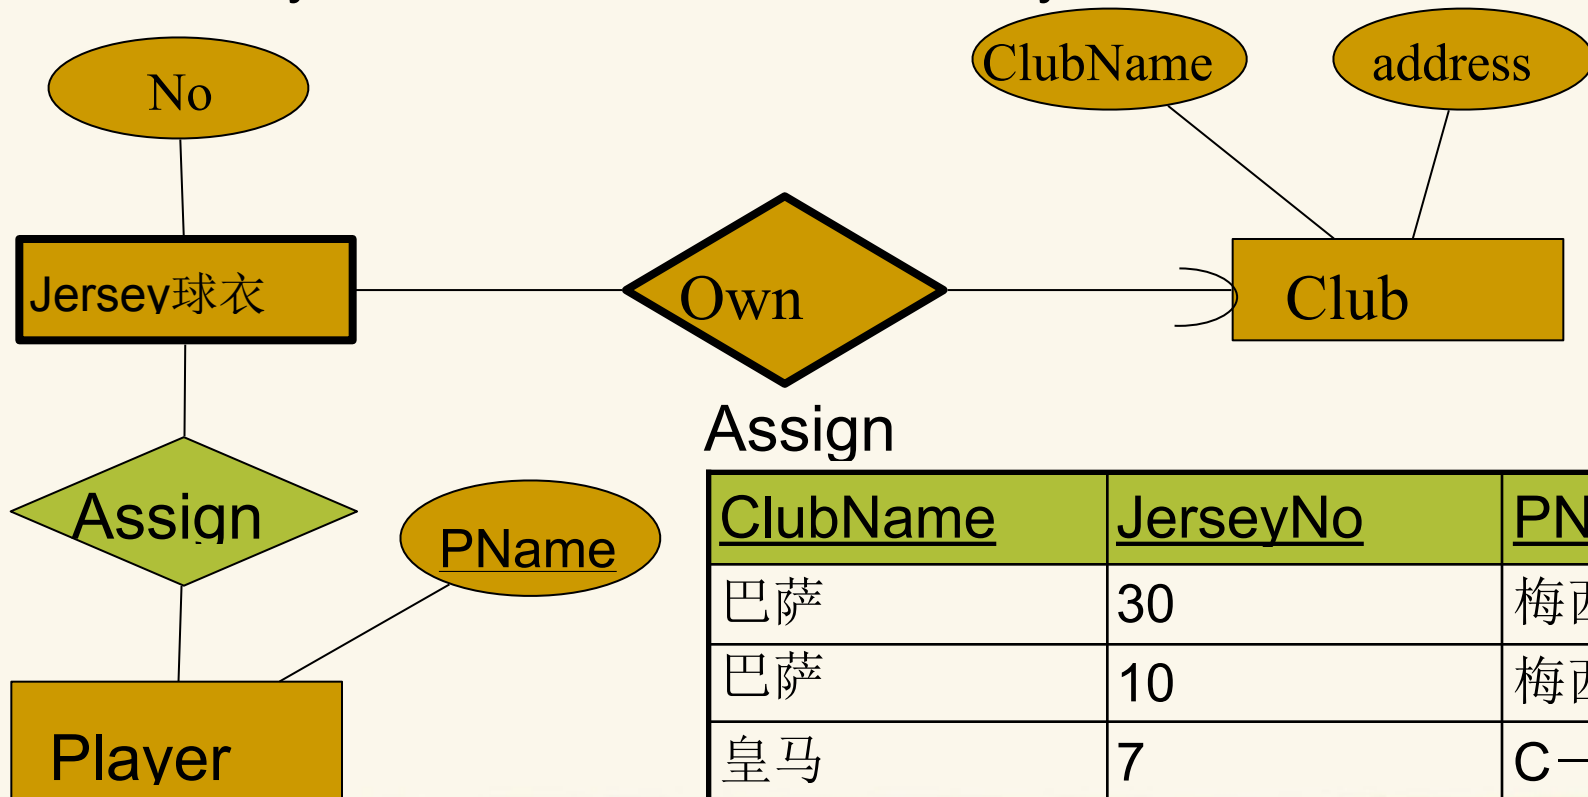 No
ClubName
address
Jersey球衣
Own
Club
Assign
Assign
PName
ClubName
JerseyNo
巴萨
30
巴萨
10
皇马
7
Player